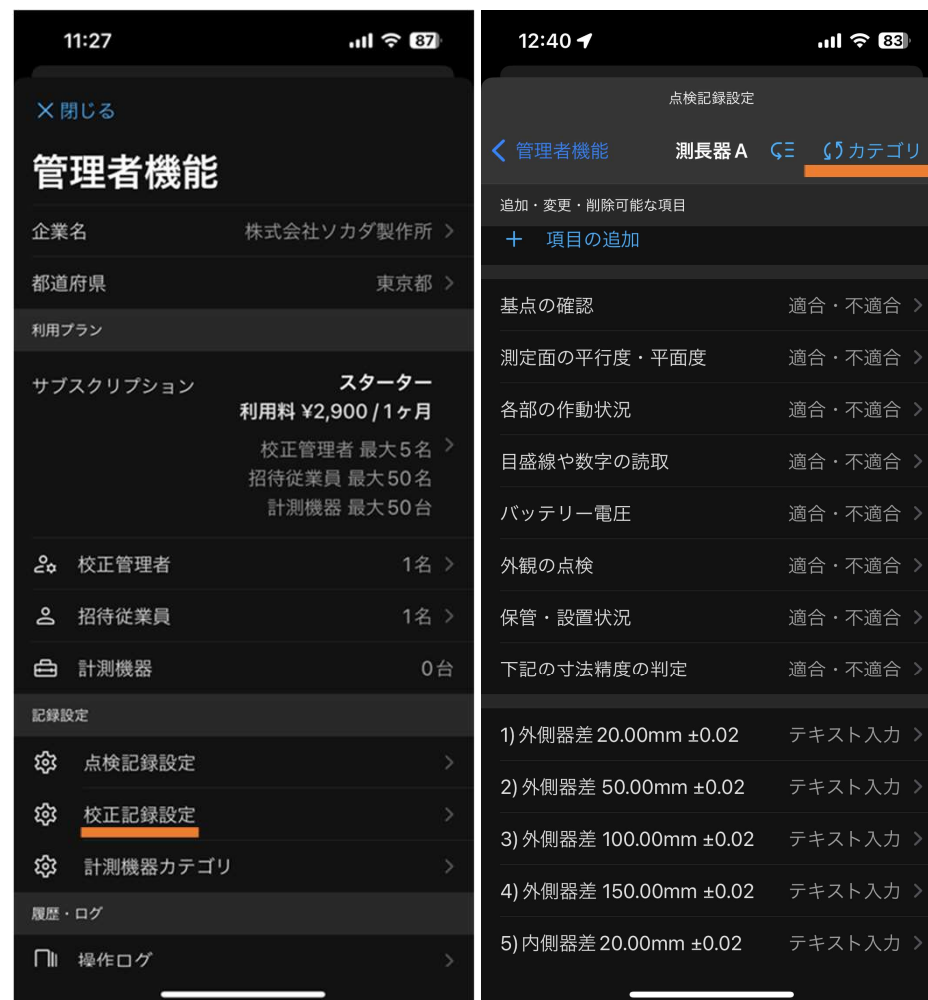 11:27
87
閉じる
管理者機能
企業名 株式会社ソカダ製作所
都道府県 東京都
利用プラン
サブスクリプション スターター
利用料 ¥2,900 / 1ヶ月
校正管理者 最大5名
招待従業員 最大50名
計測機器 最大50台
校正管理者 1名
招待従業員 1名
計測機器 0台
記録設定
点検記録設定
校正記録設定
計測機器カテゴリ
履歴・ログ
操作ログ
12:40
83
点検記録設定
管理者機能 測長器A カテゴリ
追加・変更・削除可能な項目
＋ 項目の追加
基点の確認 適合・不適合
測定面の平行度・平面度 適合・不適合
各部の作動状況 適合・不適合
目盛線や数字の読取 適合・不適合
バッテリー電圧 適合・不適合
外観の点検 適合・不適合
保管・設置状況 適合・不適合
下記の寸法精度の判定 適合・不適合
1) 外側器差 20.00mm ±0.02 テキスト入力
2) 外側器差 50.00mm ±0.02 テキスト入力
3) 外側器差 100.00mm ±0.02 テキスト入力
4) 外側器差 150.00mm ±0.02 テキスト入力
5) 内側器差 20.00mm ±0.02 テキスト入力